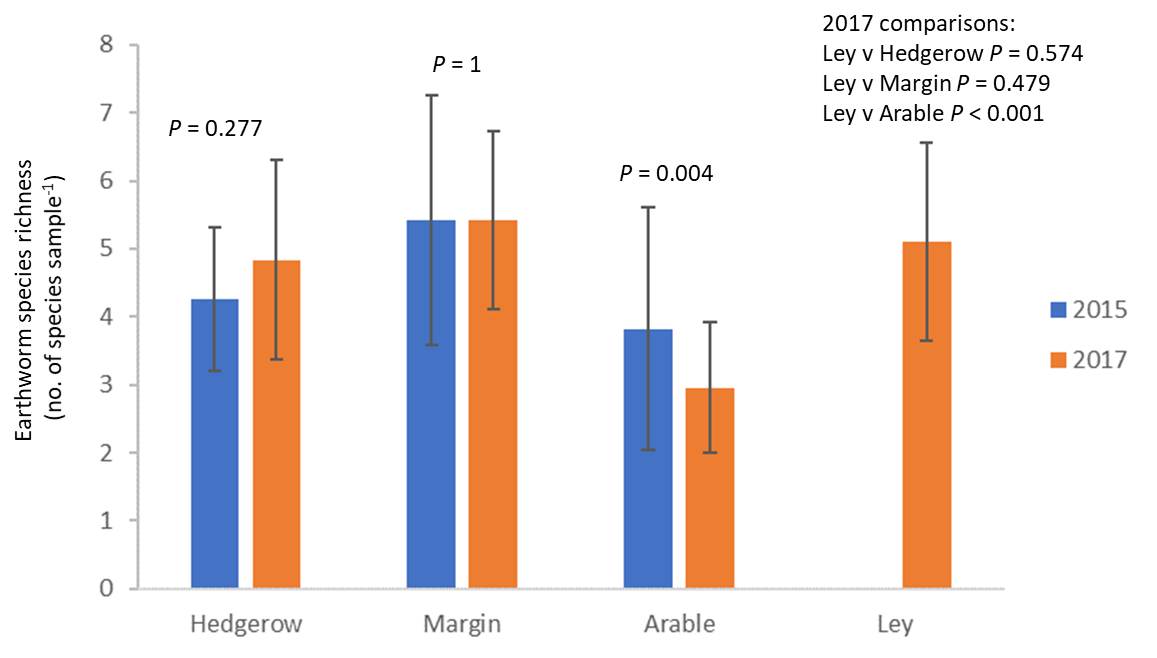 2017 comparisons:
Ley v Hedgerow P = 0.574
Ley v Margin P = 0.479
Ley v Arable P < 0.001
P = 0.277
P = 1
P = 0.004
Earthworm species richness
(no. of species sample⁻¹)
8
7
6
5
4
3
2
1
0
Hedgerow
Margin
Arable
Ley
2015
2017